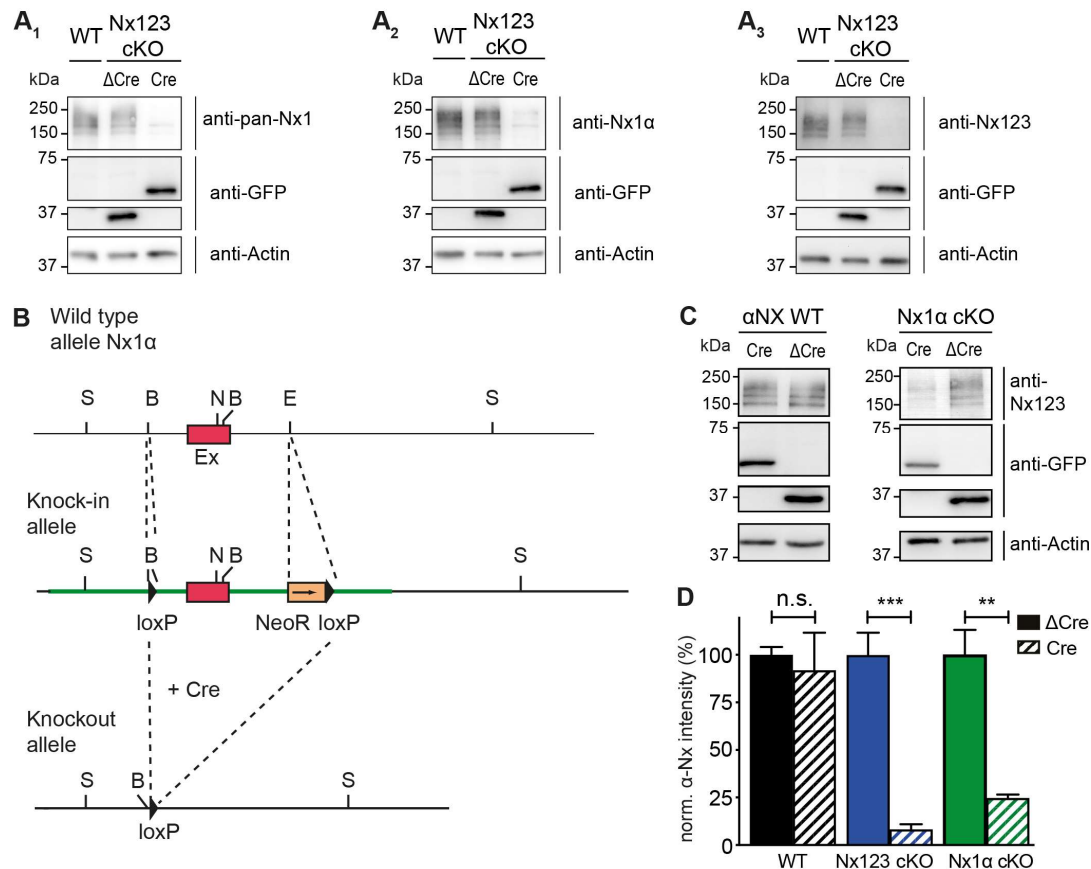 A1
WT
Nx123
cKO
kDa
ΔCre
Cre
250
150
anti-pan-Nx1
75
anti-GFP
37
anti-Actin
37
A2
WT
Nx123
cKO
kDa
ΔCre
Cre
250
150
anti-Nx1α
75
anti-GFP
37
anti-Actin
37
A3
WT
Nx123
cKO
kDa
ΔCre
Cre
250
150
anti-Nx123
75
anti-GFP
37
anti-Actin
37
B
Wild type
allele Nx1α
S B N B E S
Ex
Knock-in
allele
S B N B S
loxP NeoR loxP
+ Cre
Knockout
allele
S B S
loxP
C
αNX WT
kDa
Cre ΔCre
250
150
75
37
37
Nx1α cKO
kDa
Cre ΔCre
250
150
anti-
Nx123
75
anti-GFP
37
anti-Actin
37
D
n.s.
***
**
ΔCre
Cre
norm. α-Nx intensity (%)
100
75
50
25
0
WT Nx123 cKO Nx1α cKO